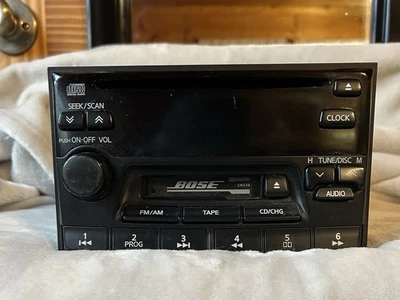 SEEK/SCAN
CLOCK
PUSH ON-OFF VOL
H TUNE/DISC M
BOSE
AUDIO
FM/AM TAPE CD/CHG
1 2 3 4 5 6
PROG